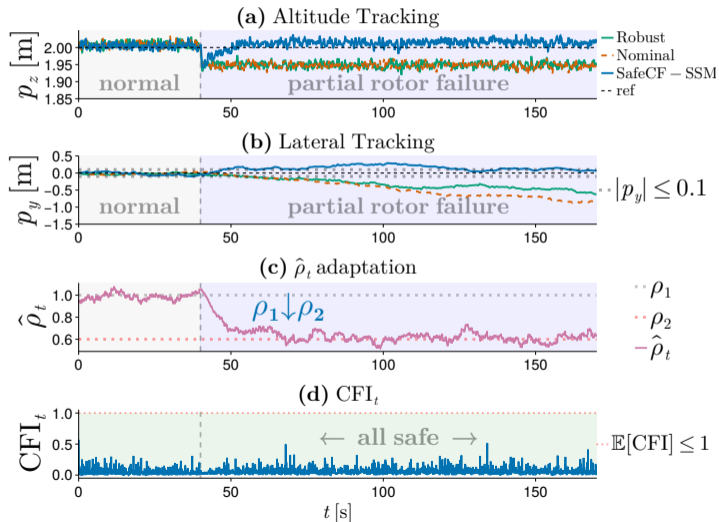 (a) Altitude Tracking
p_z [m]
2.00
1.95
1.90
1.85
normal
partial rotor failure
Robust
Nominal
SafeCF − SSM
ref
0
50
100
150
(b) Lateral Tracking
p_y [m]
0.5
0.0
−0.5
−1.0
−1.5
normal
partial rotor failure
|p_y| ≤ 0.1
0
50
100
150
(c) ρ̂_t adaptation
ρ̂_t
1.0
0.8
0.6
ρ₁↓ρ₂
ρ₁
ρ₂
ρ̂_t
0
50
100
150
(d) CFI_t
CFI_t
1.0
0.5
0.0
← all safe →
𝔼[CFI] ≤ 1
0
50
100
150
t [s]